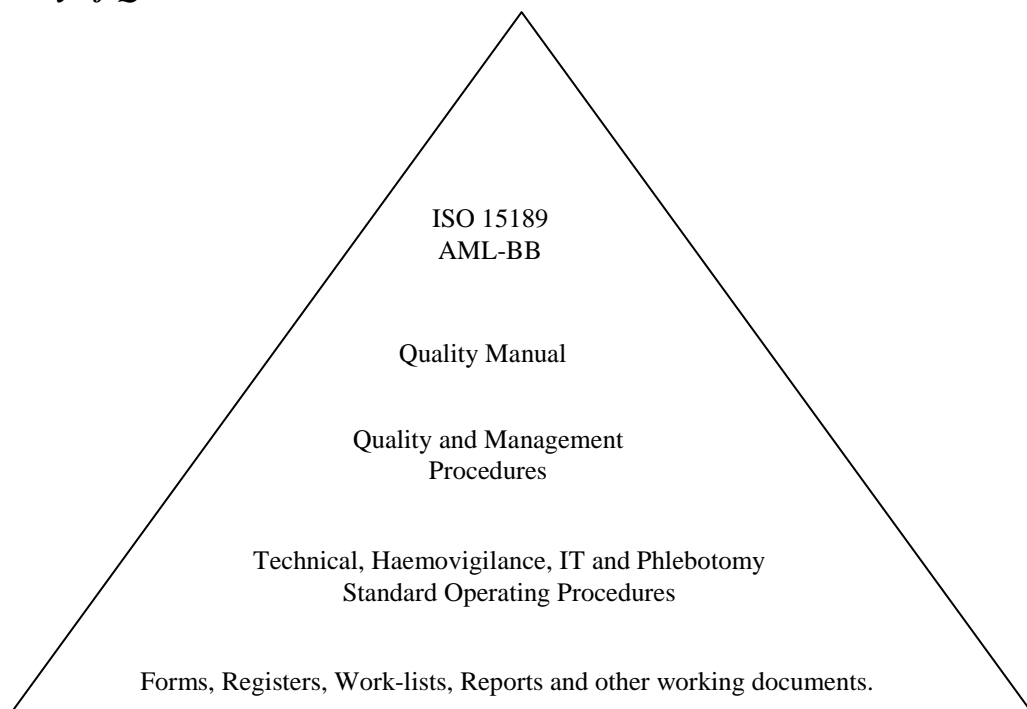 ISO 15189
AML-BB
Quality Manual
Quality and Management
Procedures
Technical, Haemovigilance, IT and Phlebotomy
Standard Operating Procedures
Forms, Registers, Work-lists, Reports and other working documents.